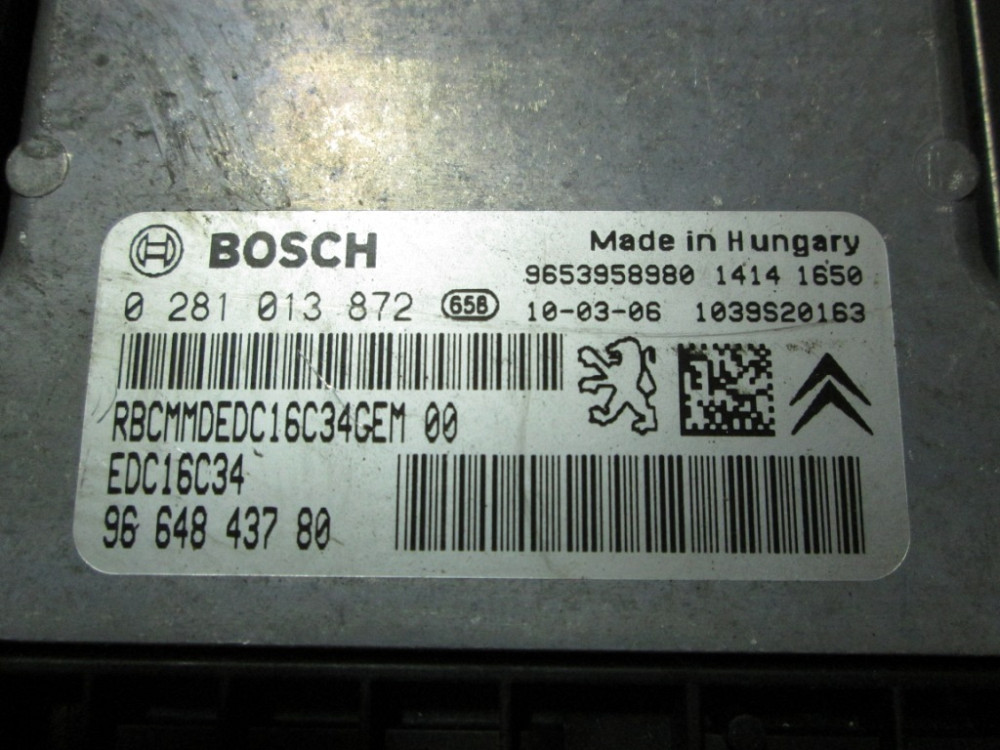 BOSCH
Made in Hungary
9653958980 1414 1650
0 281 013 872 658
10-03-06 1039S20163
RBCMMDEDC16C34GEM 00
EDC16C34
96 648 437 80